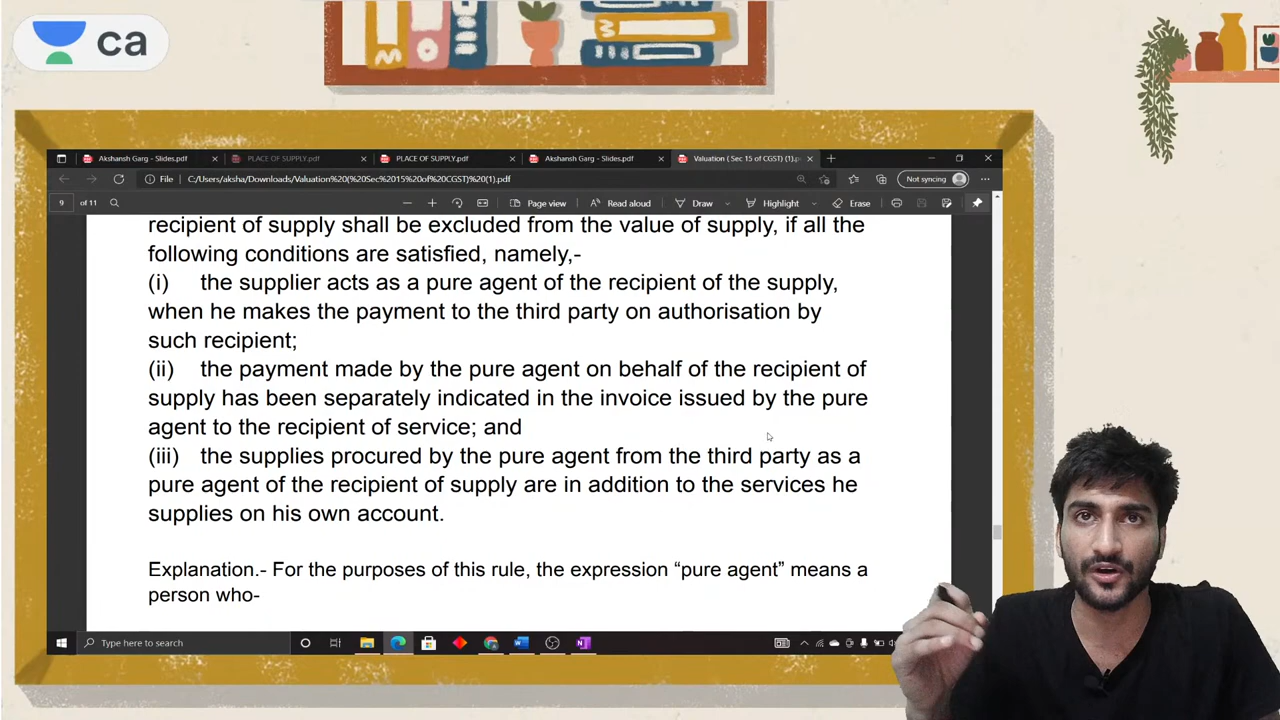 ca
Akshansh Garg - Slides.pdf
PLACE OF SUPPLY.pdf
PLACE OF SUPPLY.pdf
Akshansh Garg - Slides.pdf
Valuation ( Sec 15 of CGST) (1).p
File
C:/Users/aksha/Downloads/Valuation%20(%20Sec%2015%20of%20CGST)%20(1).pdf
Not syncing
9 of 11
Page view
Read aloud
Draw
Highlight
Erase
recipient of supply shall be excluded from the value of supply, if all the
following conditions are satisfied, namely,-
(i) the supplier acts as a pure agent of the recipient of the supply,
when he makes the payment to the third party on authorisation by
such recipient;
(ii) the payment made by the pure agent on behalf of the recipient of
supply has been separately indicated in the invoice issued by the pure
agent to the recipient of service; and
(iii) the supplies procured by the pure agent from the third party as a
pure agent of the recipient of supply are in addition to the services he
supplies on his own account.
Explanation.- For the purposes of this rule, the expression “pure agent” means a
person who-
Type here to search